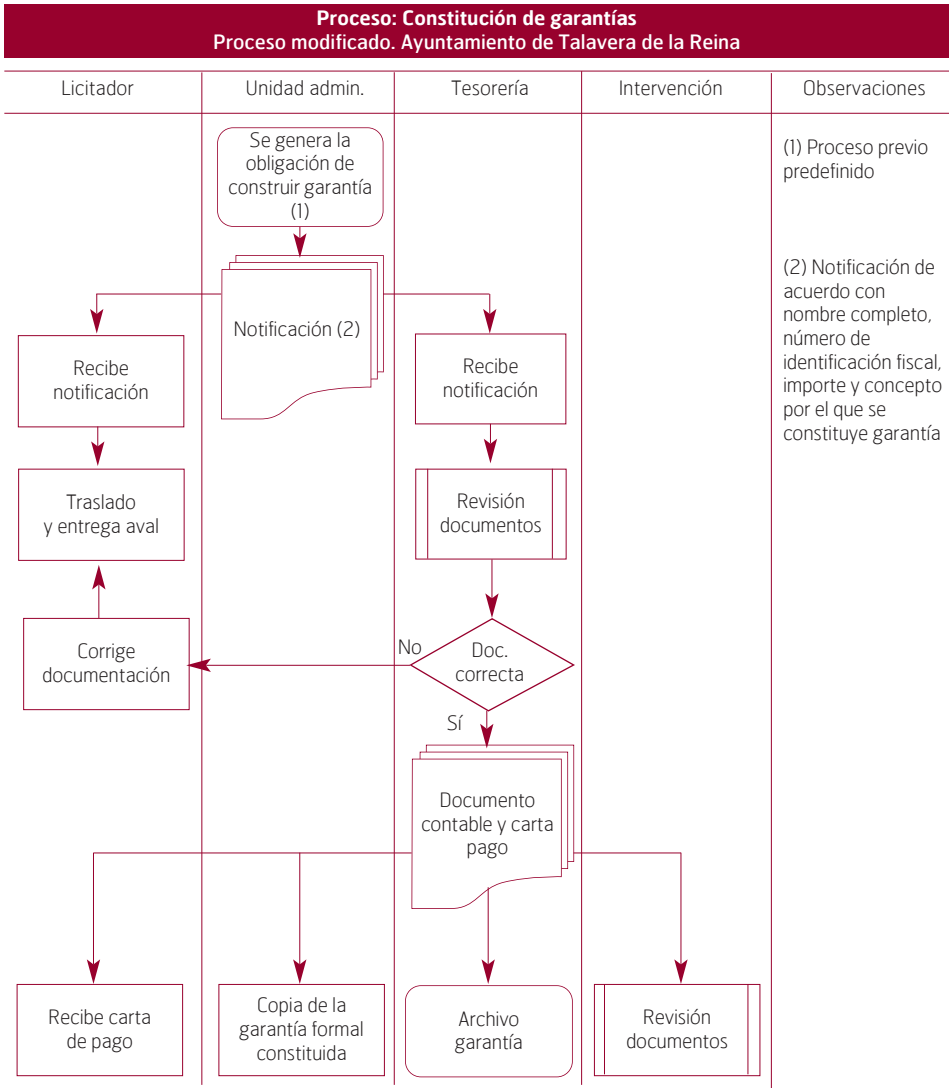 Proceso: Constitución de garantías
Proceso modificado. Ayuntamiento de Talavera de la Reina
Licitador
Unidad admin.
Tesorería
Intervención
Observaciones
Se genera la
obligación de
construir garantía
(1)
(1) Proceso previo
predefinido
Notificación (2)
(2) Notificación de
acuerdo con
nombre completo,
número de
identificación fiscal,
importe y concepto
por el que se
constituye garantía
Recibe
notificación
Recibe
notificación
Traslado
y entrega aval
Revisión
documentos
Corrige
documentación
No
Doc.
correcta
Sí
Documento
contable y carta
pago
Recibe carta
de pago
Copia de la
garantía formal
constituida
Archivo
garantía
Revisión
documentos